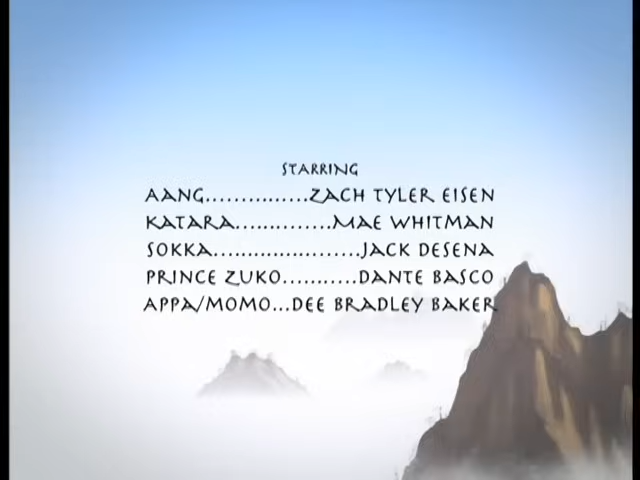 STARRING
AANG..............ZACH TYLER EISEN
KATARA.............MAE WHITMAN
SOKKA.....................JACK DESENA
PRINCE ZUKO...........DANTE BASCO
APPA/MOMO...DEE BRADLEY BAKER